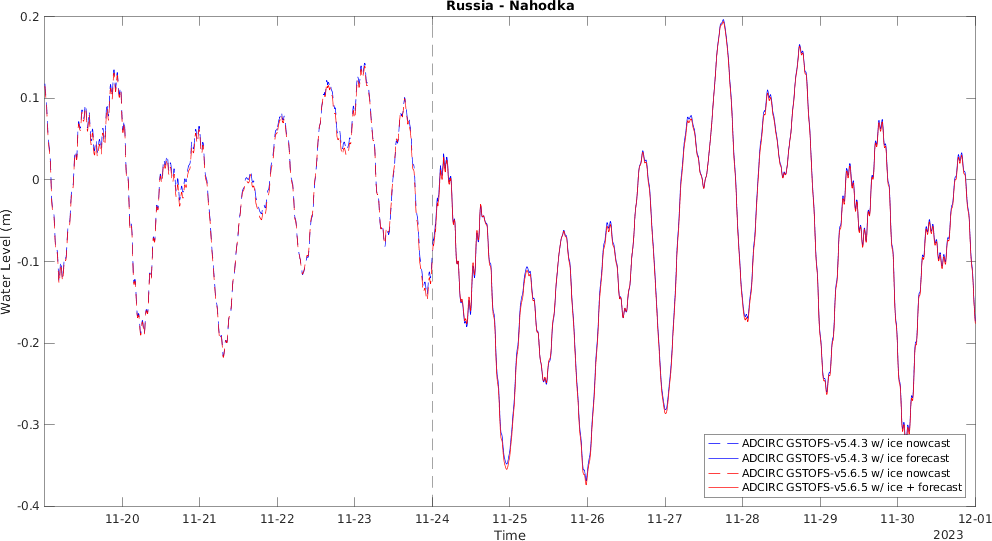 Russia - Nahodka
Water Level (m)
0.2
0.1
0
-0.1
-0.2
-0.3
-0.4
ADCIRC GSTOFS-v5.4.3 w/ ice nowcast
ADCIRC GSTOFS-v5.4.3 w/ ice forecast
ADCIRC GSTOFS-v5.6.5 w/ ice nowcast
ADCIRC GSTOFS-v5.6.5 w/ ice + forecast
11-20 11-21 11-22 11-23 11-24 11-25 11-26 11-27 11-28 11-29 11-30 12-01
Time
2023